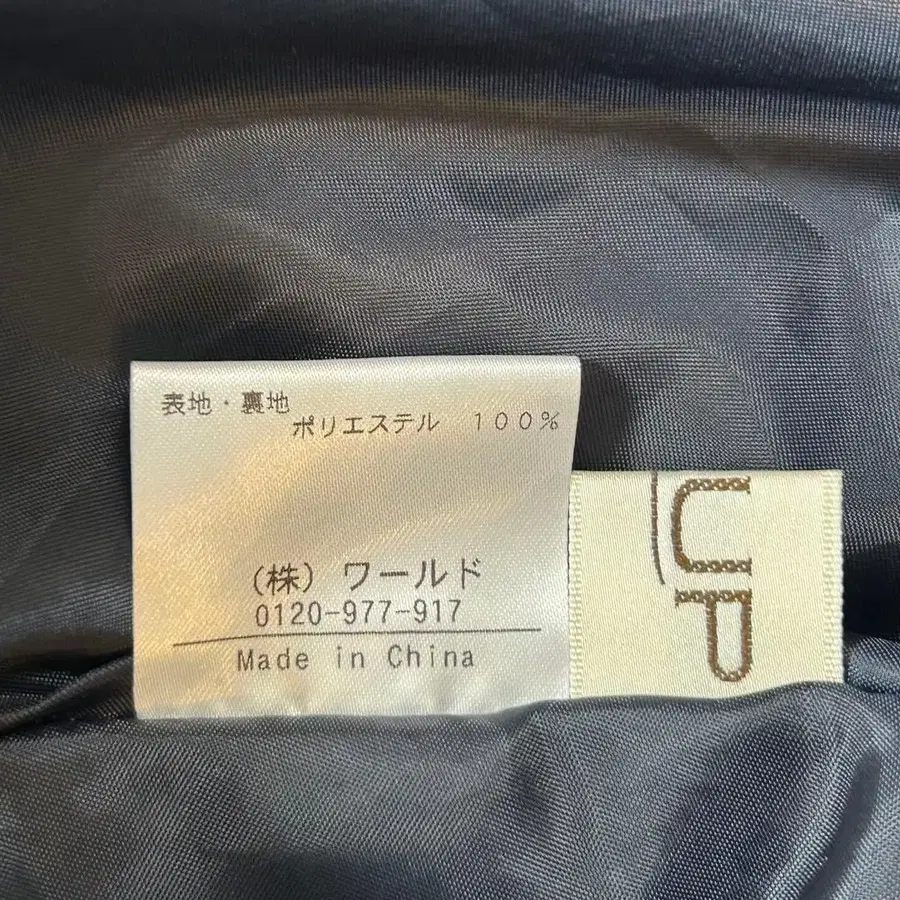 表地・裏地
ポリエステル 100%
(株) ワールド
0120-977-917
Made in China
UP